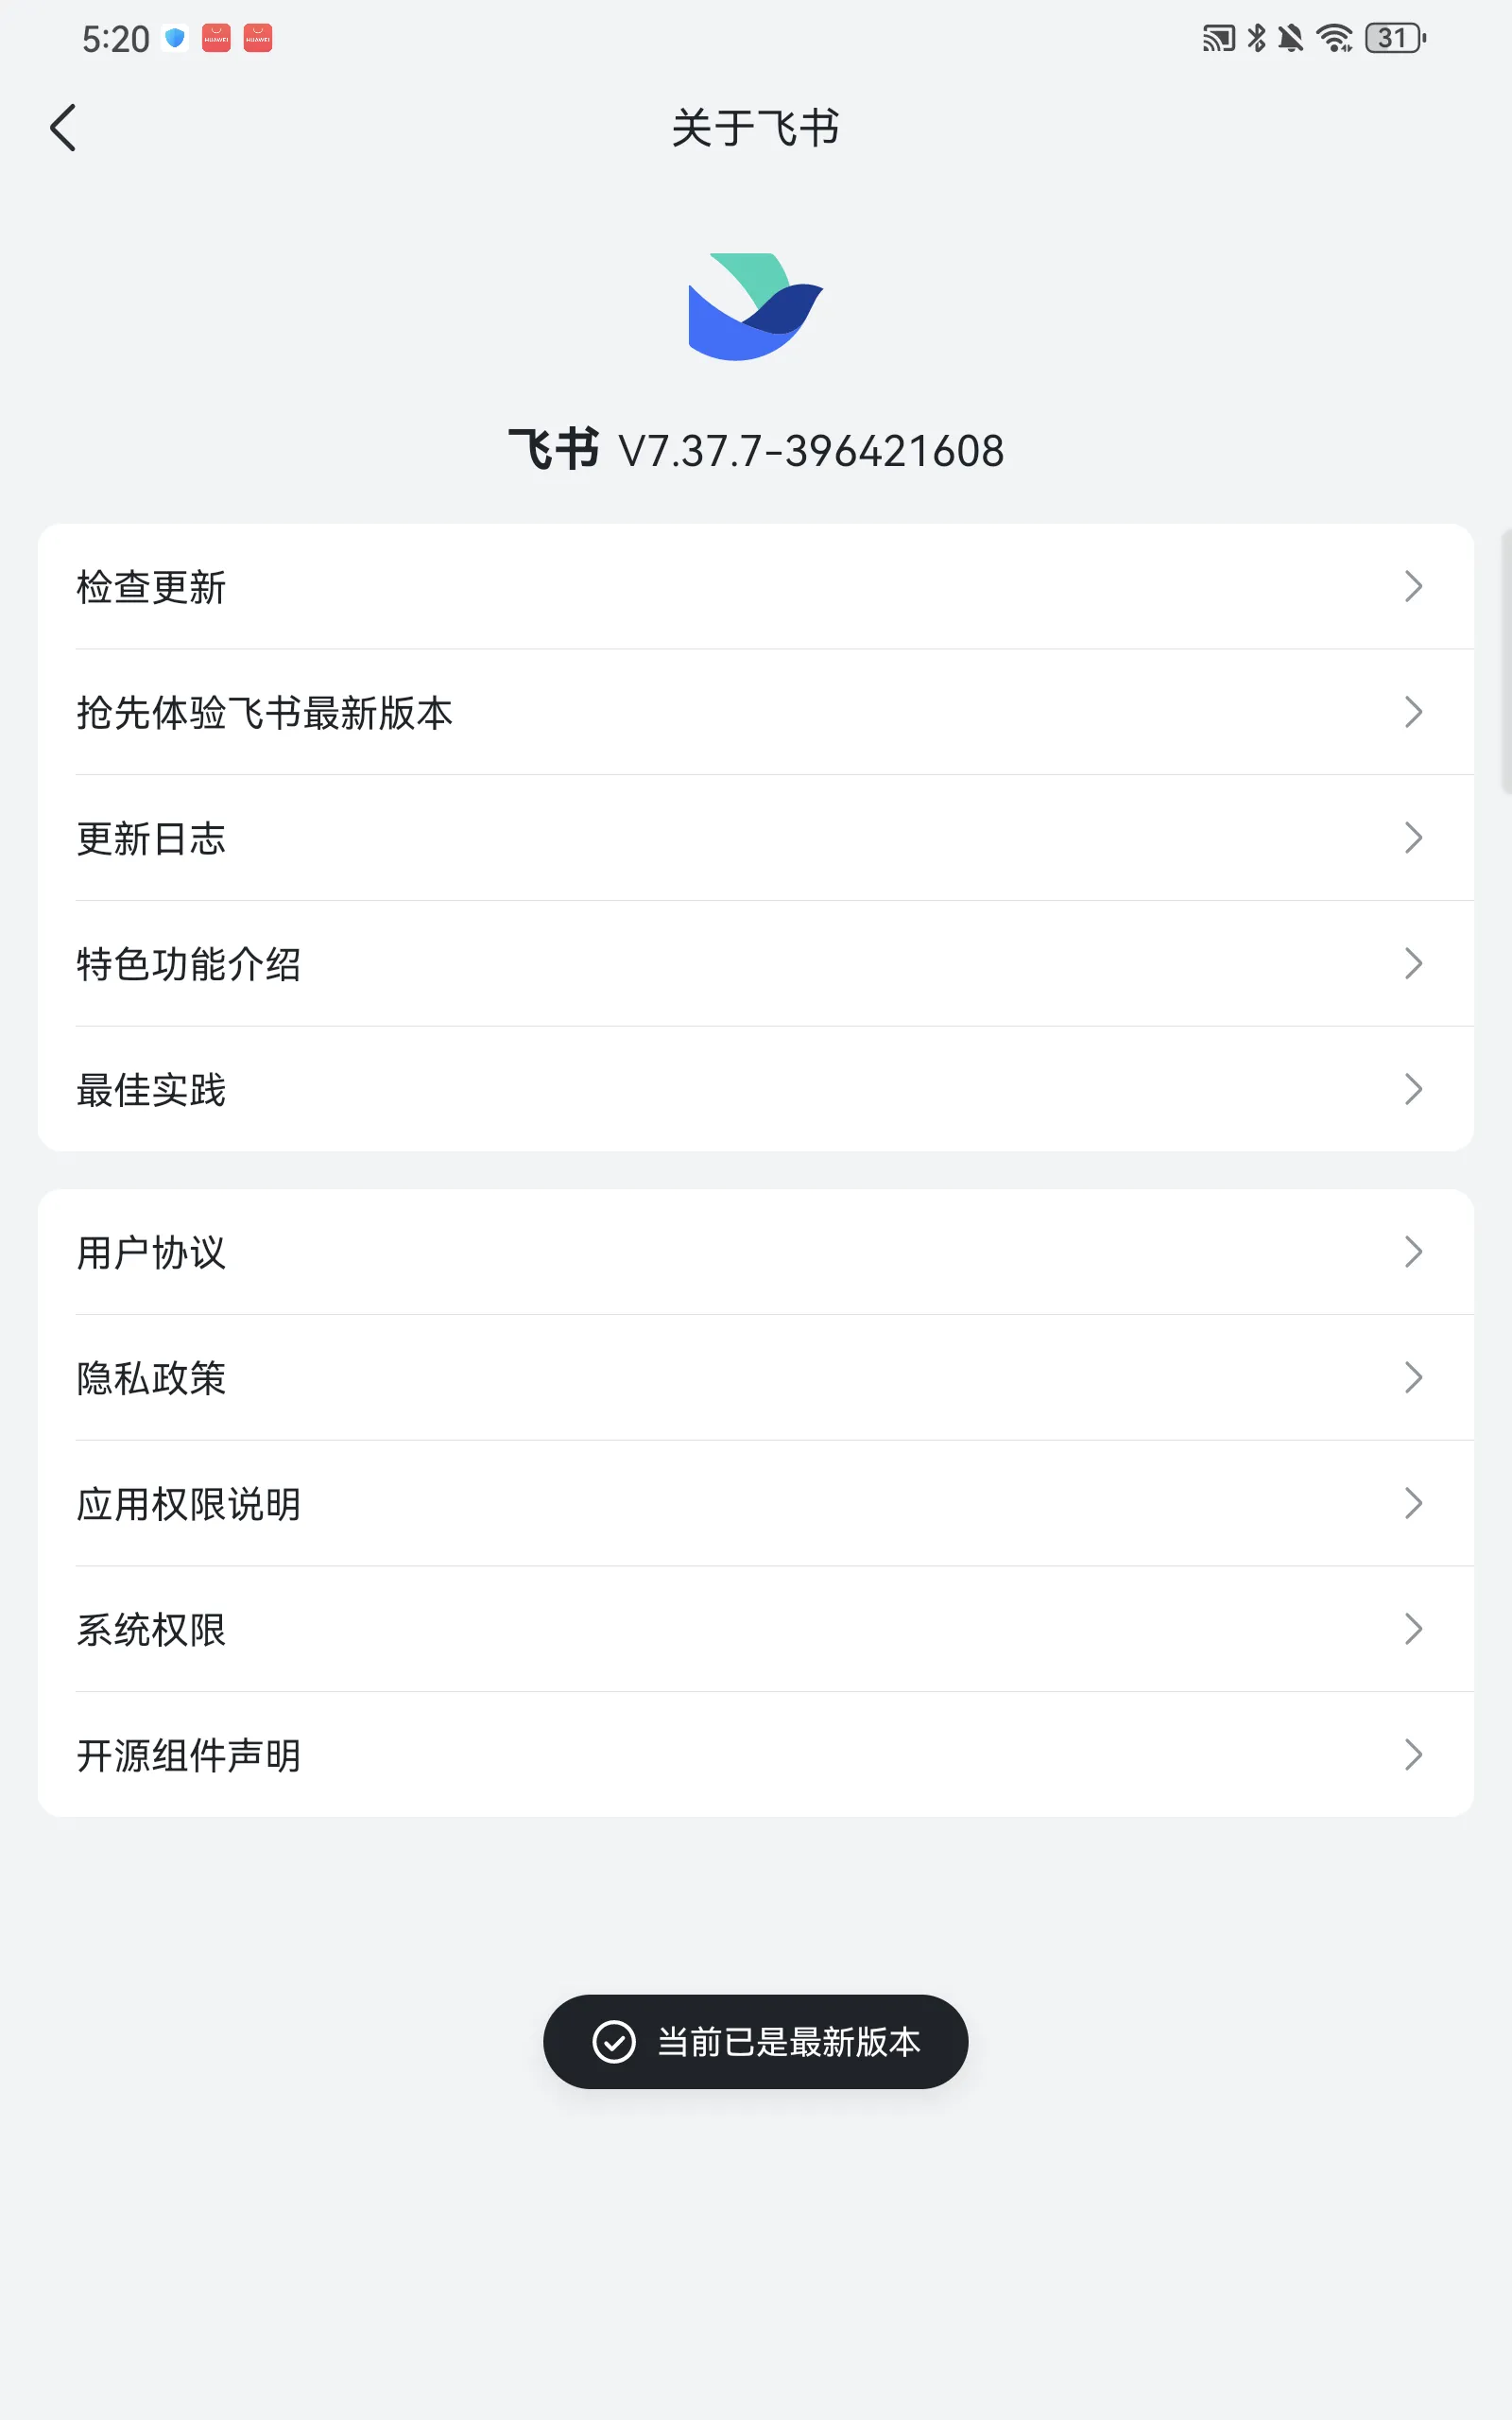 5:20
HUAWEI HUAWEI
31
关于飞书
飞书 V7.37.7-396421608
检查更新
抢先体验飞书最新版本
更新日志
特色功能介绍
最佳实践
用户协议
隐私政策
应用权限说明
系统权限
开源组件声明
当前已是最新版本